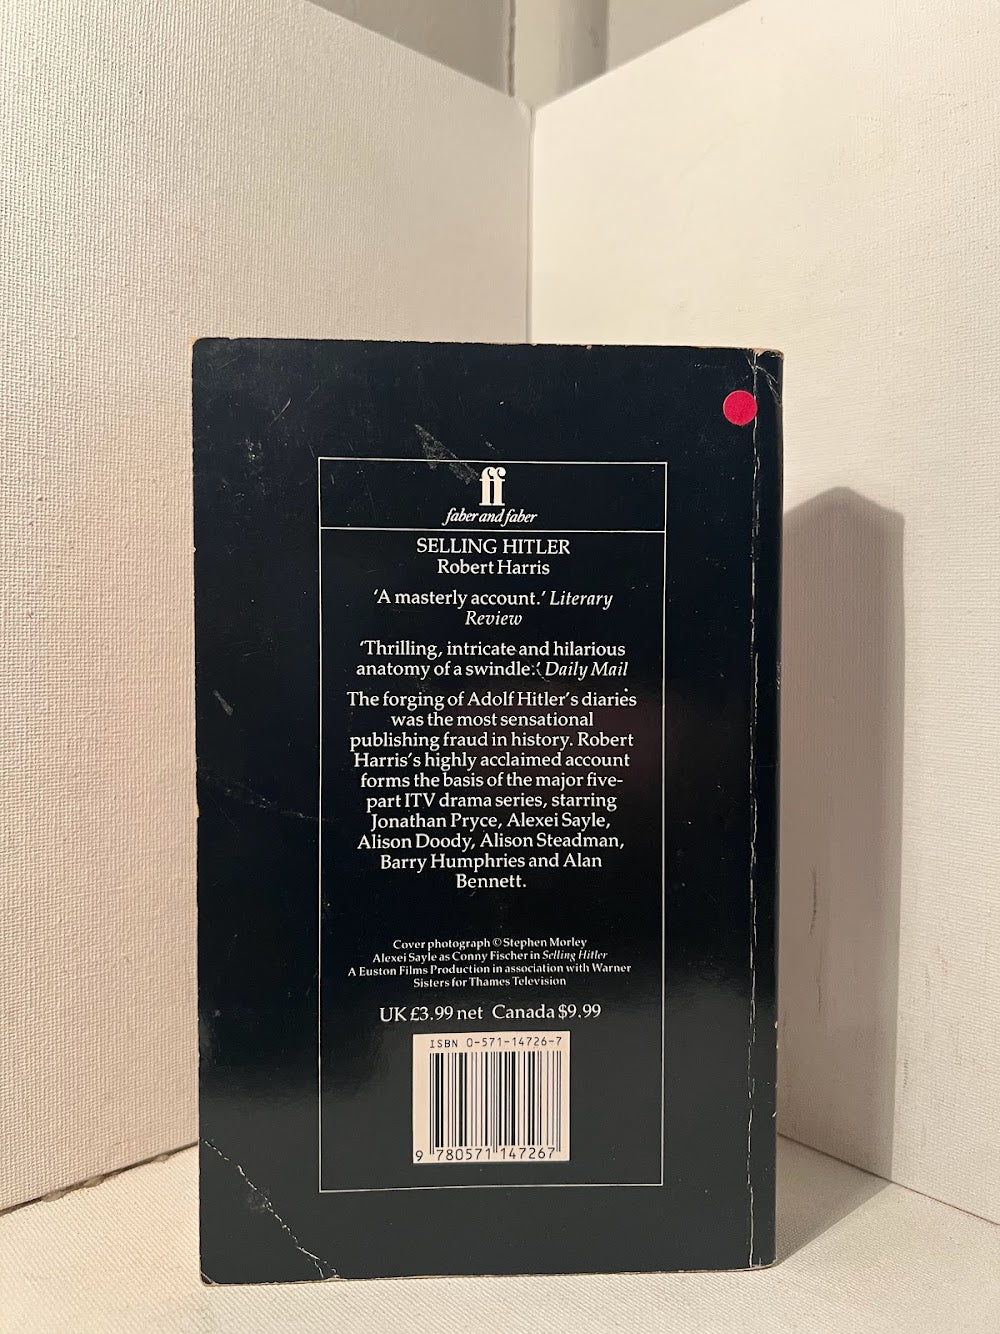 ff
faber and faber
SELLING HITLER
Robert Harris
‘A masterly account.’ Literary
Review
‘Thrilling, intricate and hilarious
anatomy of a swindle.’ Daily Mail
The forging of Adolf Hitler’s diaries
was the most sensational
publishing fraud in history. Robert
Harris’s highly acclaimed account
forms the basis of the major five-
part ITV drama series, starring
Jonathan Pryce, Alexei Sayle,
Alison Doody, Alison Steadman,
Barry Humphries and Alan
Bennett.
Cover photograph © Stephen Morley
Alexei Sayle as Conny Fischer in Selling Hitler
A Euston Films Production in association with Warner
Sisters for Thames Television
UK £3.99 net Canada $9.99
ISBN 0-571-14726-7
9 780571 147267